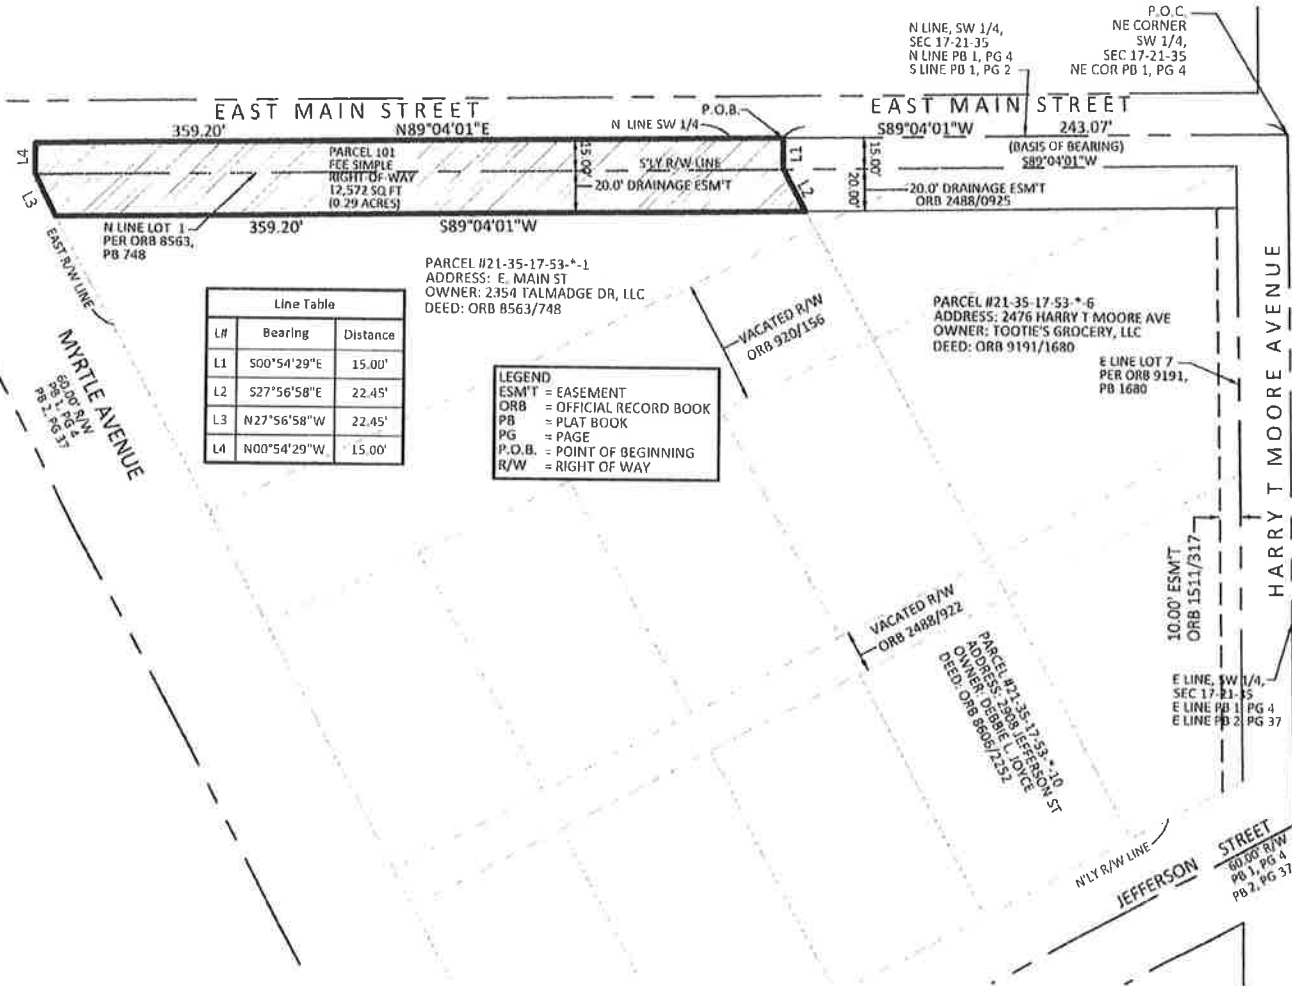 P.O.C.
NE CORNER
SW 1/4,
SEC 17-21-35
NE COR PB 1, PG 4
N LINE, SW 1/4,
SEC 17-21-35
N LINE PB 1, PG 4
S LINE PB 1, PG 2
EAST MAIN STREET
P.O.B.
EAST MAIN STREET
359.20'
N89°04'01"E
N LINE SW 1/4
S89°04'01"W
243.07'
(BASIS OF BEARING)
S89°04'01"W
L4
L3
PARCEL 101
FEE SIMPLE
RIGHT OF WAY
12,572 SQ FT
(0.29 ACRES)
15.00'
S'LY R/W LINE
20.0' DRAINAGE ESM'T
L1
L2
15.00'
20.00'
20.0' DRAINAGE ESM'T
ORB 2488/0925
N LINE LOT 1
PER ORB 8563,
PB 748
359.20'
S89°04'01"W
EAST R/W LINE
MYRTLE AVENUE
60.00' R/W
PB 1, PG 4
PB 2, PG 37
PARCEL #21-35-17-53-*-1
ADDRESS: E. MAIN ST
OWNER: 2354 TALMADGE DR, LLC
DEED: ORB 8563/748
Line Table
L# Bearing Distance
L1 S00°54'29"E 15.00'
L2 S27°56'58"E 22.45'
L3 N27°56'58"W 22.45'
L4 N00°54'29"W 15.00'
LEGEND
ESM'T = EASEMENT
ORB = OFFICIAL RECORD BOOK
PB = PLAT BOOK
PG = PAGE
P.O.B. = POINT OF BEGINNING
R/W = RIGHT OF WAY
VACATED R/W
ORB 920/156
PARCEL #21-35-17-53-*-6
ADDRESS: 2476 HARRY T MOORE AVE
OWNER: TOOTIE'S GROCERY, LLC
DEED: ORB 9191/1680
E LINE LOT 7
PER ORB 9191,
PB 1680
HARRY T MOORE AVENUE
10.00' ESM'T
ORB 1511/317
VACATED R/W
ORB 2488/922
PARCEL #21-35-17-53-*-10
ADDRESS: 2908 JEFFERSON ST
OWNER: DEBBIE L. JOYCE
DEED: ORB 8606/2252
E LINE, SW 1/4,
SEC 17-21-35
E LINE PB 1, PG 4
E LINE PB 2, PG 37
N'LY R/W LINE
JEFFERSON STREET
60.00' R/W
PB 1, PG 4
PB 2, PG 37